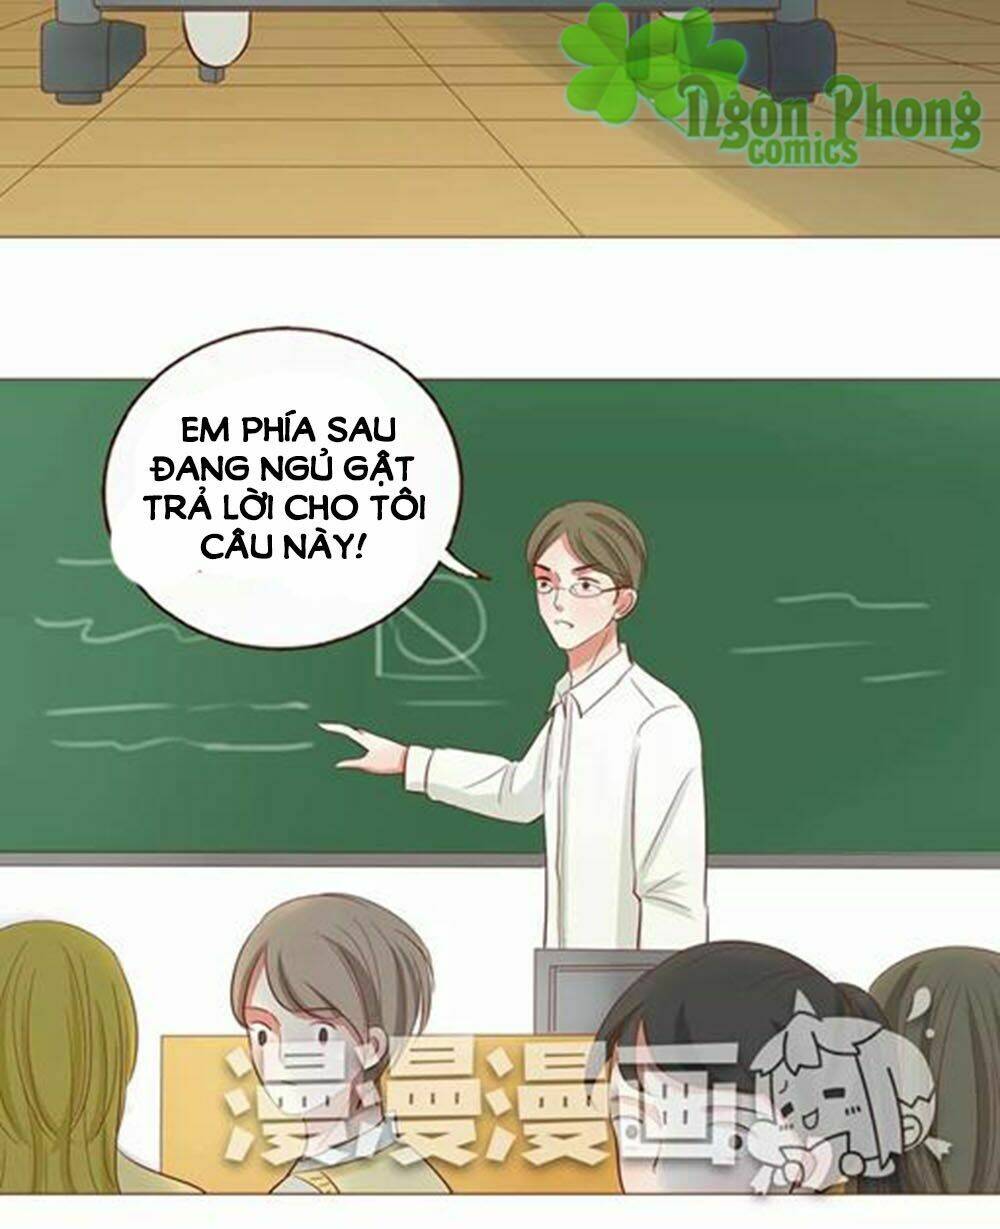 Ngôn Phong
comics
EM PHÍA SAU
ĐANG NGỦ GẬT
TRẢ LỜI CHO TÔI
CÂU NÀY!
漫漫漫画